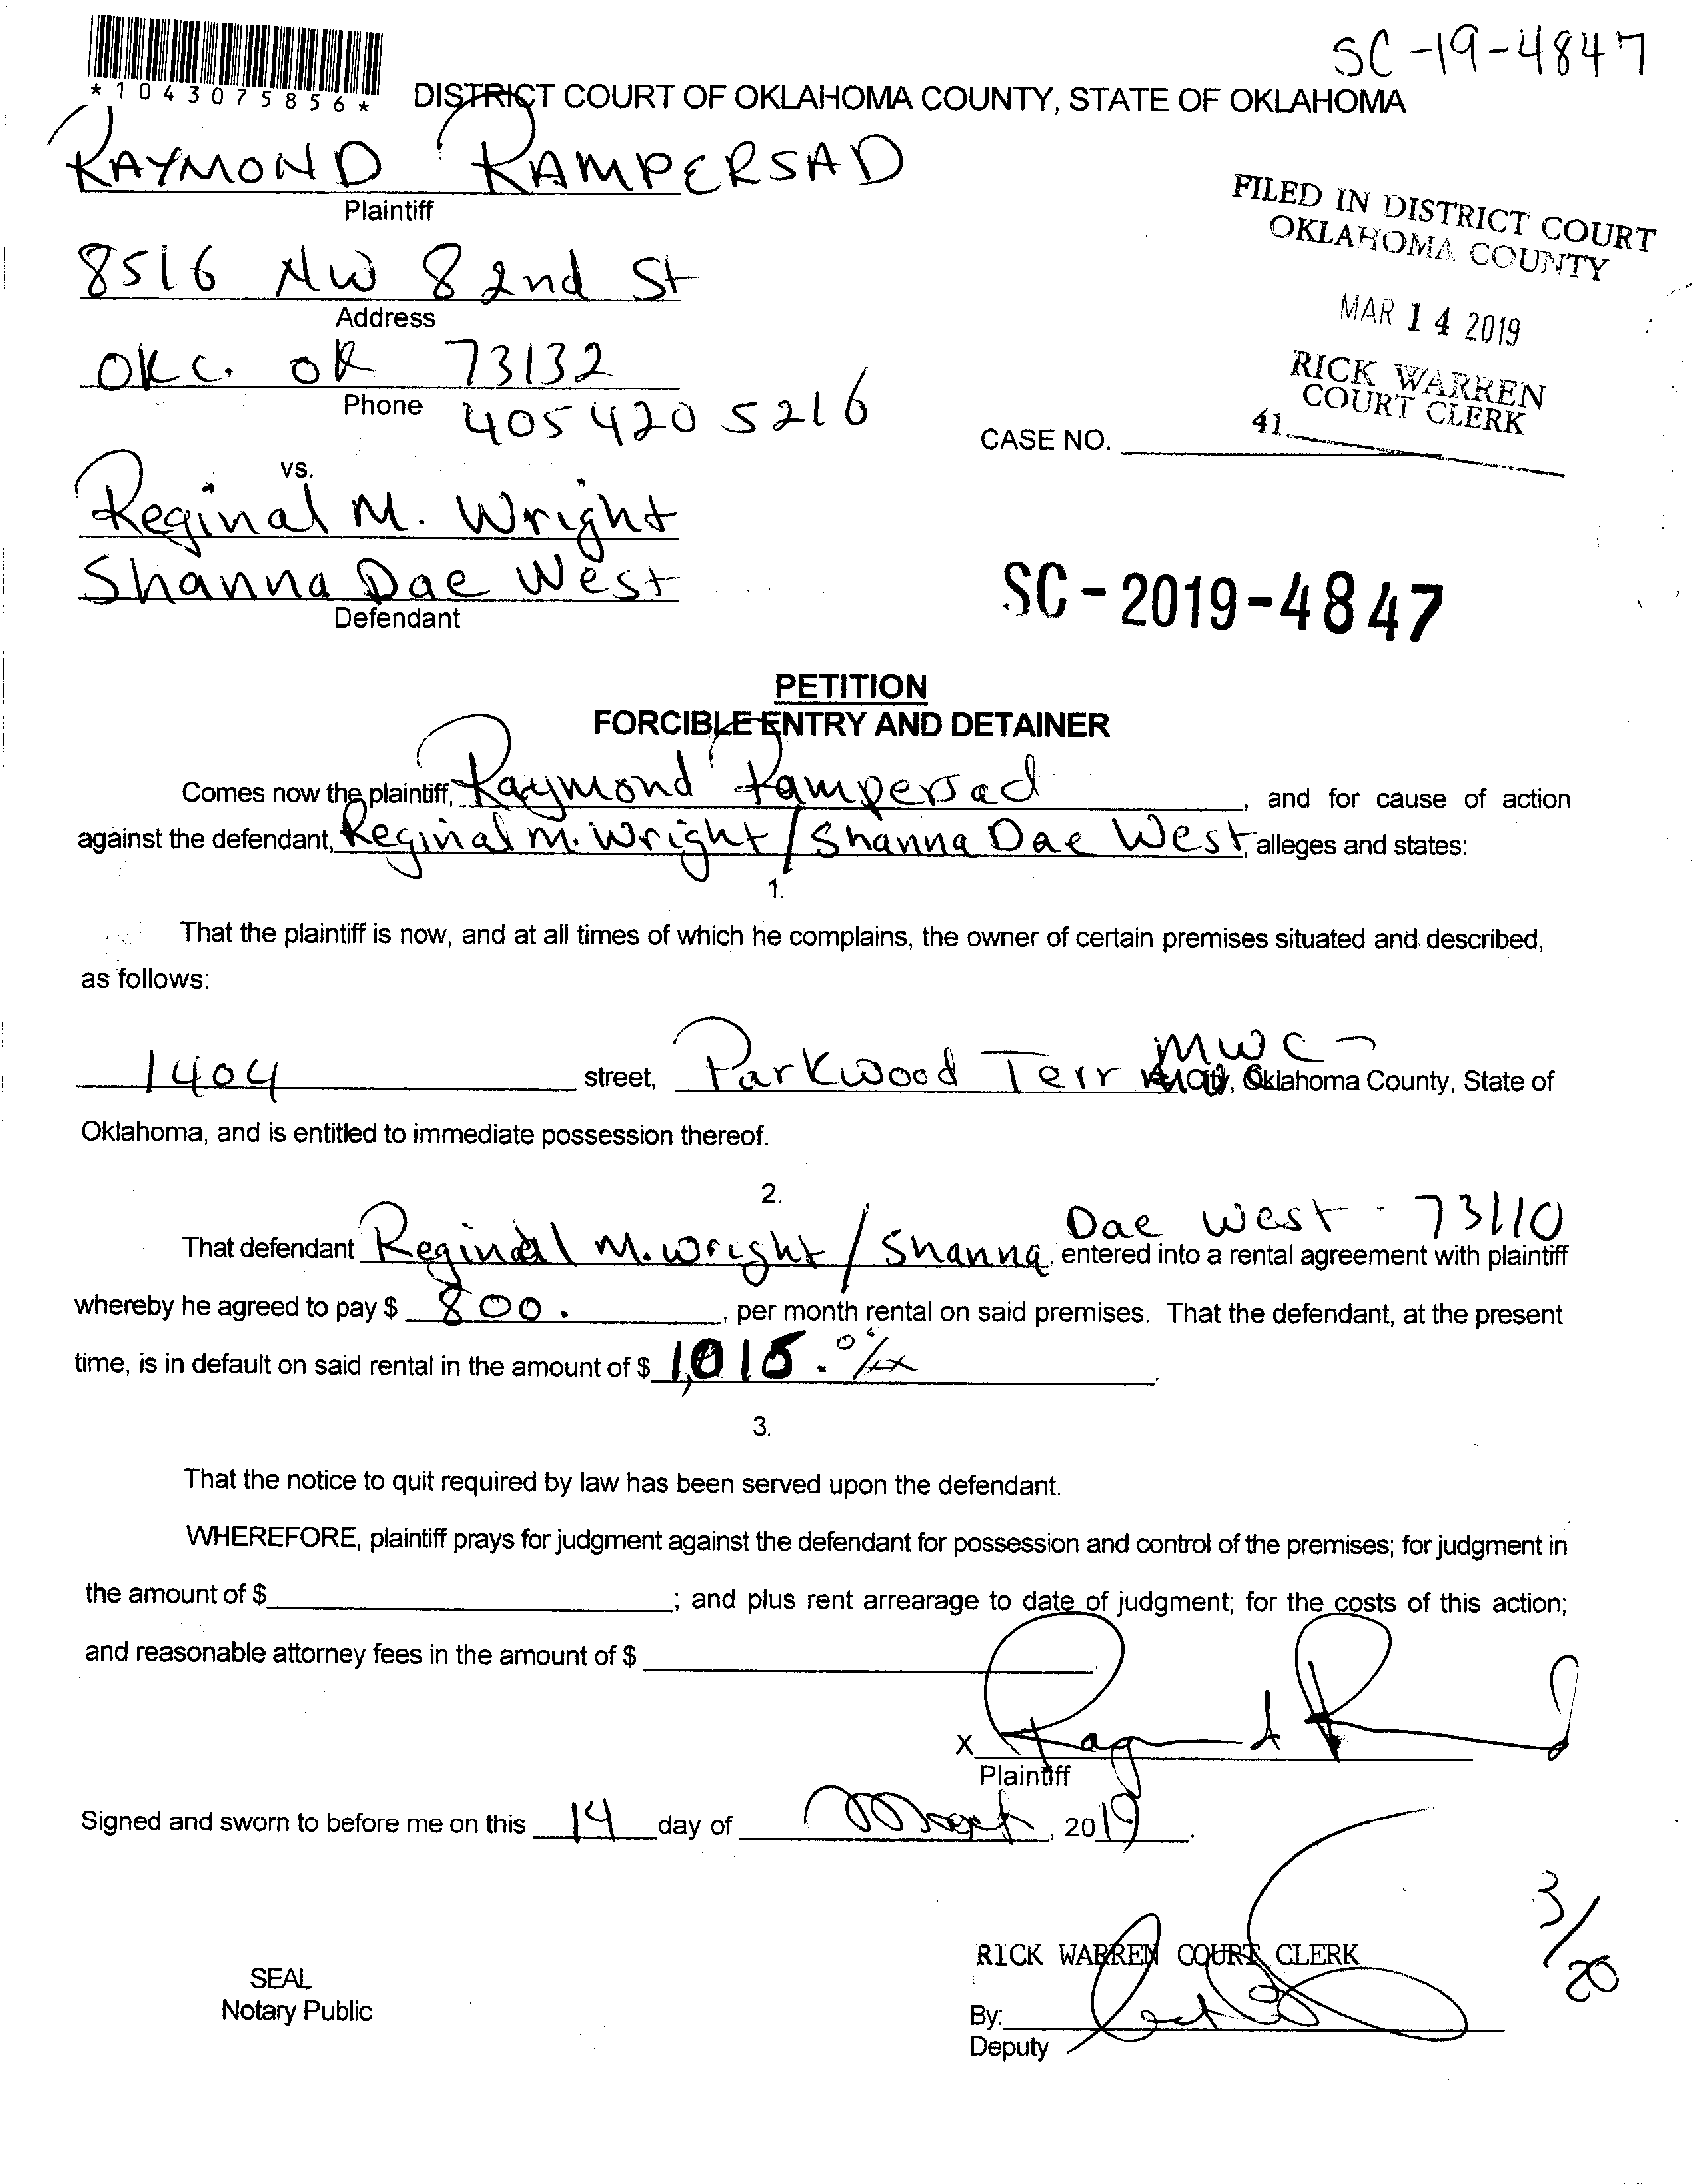 SC-19-4847
*1043075856*
DISTRICT COURT OF OKLAHOMA COUNTY, STATE OF OKLAHOMA
RAYMOND RAMPERSAD
Plaintiff
FILED IN DISTRICT COURT
OKLAHOMA COUNTY
8516 NW 82nd St
Address
MAR 14 2019
OKC. OK 73132
RICK WARREN
COURT CLERK
Phone 405 420 5216
41
CASE NO.
vs.
Reginal M. Wright
Shanna Dae West
Defendant
SC-2019-4847
PETITION
FORCIBLE ENTRY AND DETAINER
Comes now the plaintiff, Raymond Rampersad, and for cause of action
against the defendant, Reginal M. Wright / Shanna Dae West, alleges and states:
1.
That the plaintiff is now, and at all times of which he complains, the owner of certain premises situated and described,
as follows:
MWC -
1404 street, Parkwood Terr, Oklahoma County, State of
Oklahoma, and is entitled to immediate possession thereof.
2.
Dae West - 73110
That defendant Reginal M. Wright / Shanna, entered into a rental agreement with plaintiff
whereby he agreed to pay $ 800. , per month rental on said premises. That the defendant, at the present
time, is in default on said rental in the amount of $ 1,015.
3.
That the notice to quit required by law has been served upon the defendant.
WHEREFORE, plaintiff prays for judgment against the defendant for possession and control of the premises; for judgment in
the amount of $ ; and plus rent arrearage to date of judgment; for the costs of this action;
and reasonable attorney fees in the amount of $
X
Plaintiff
Signed and sworn to before me on this 14 day of March, 2019.
3/20
RICK WARREN COURT CLERK
SEAL
Notary Public
By:
Deputy